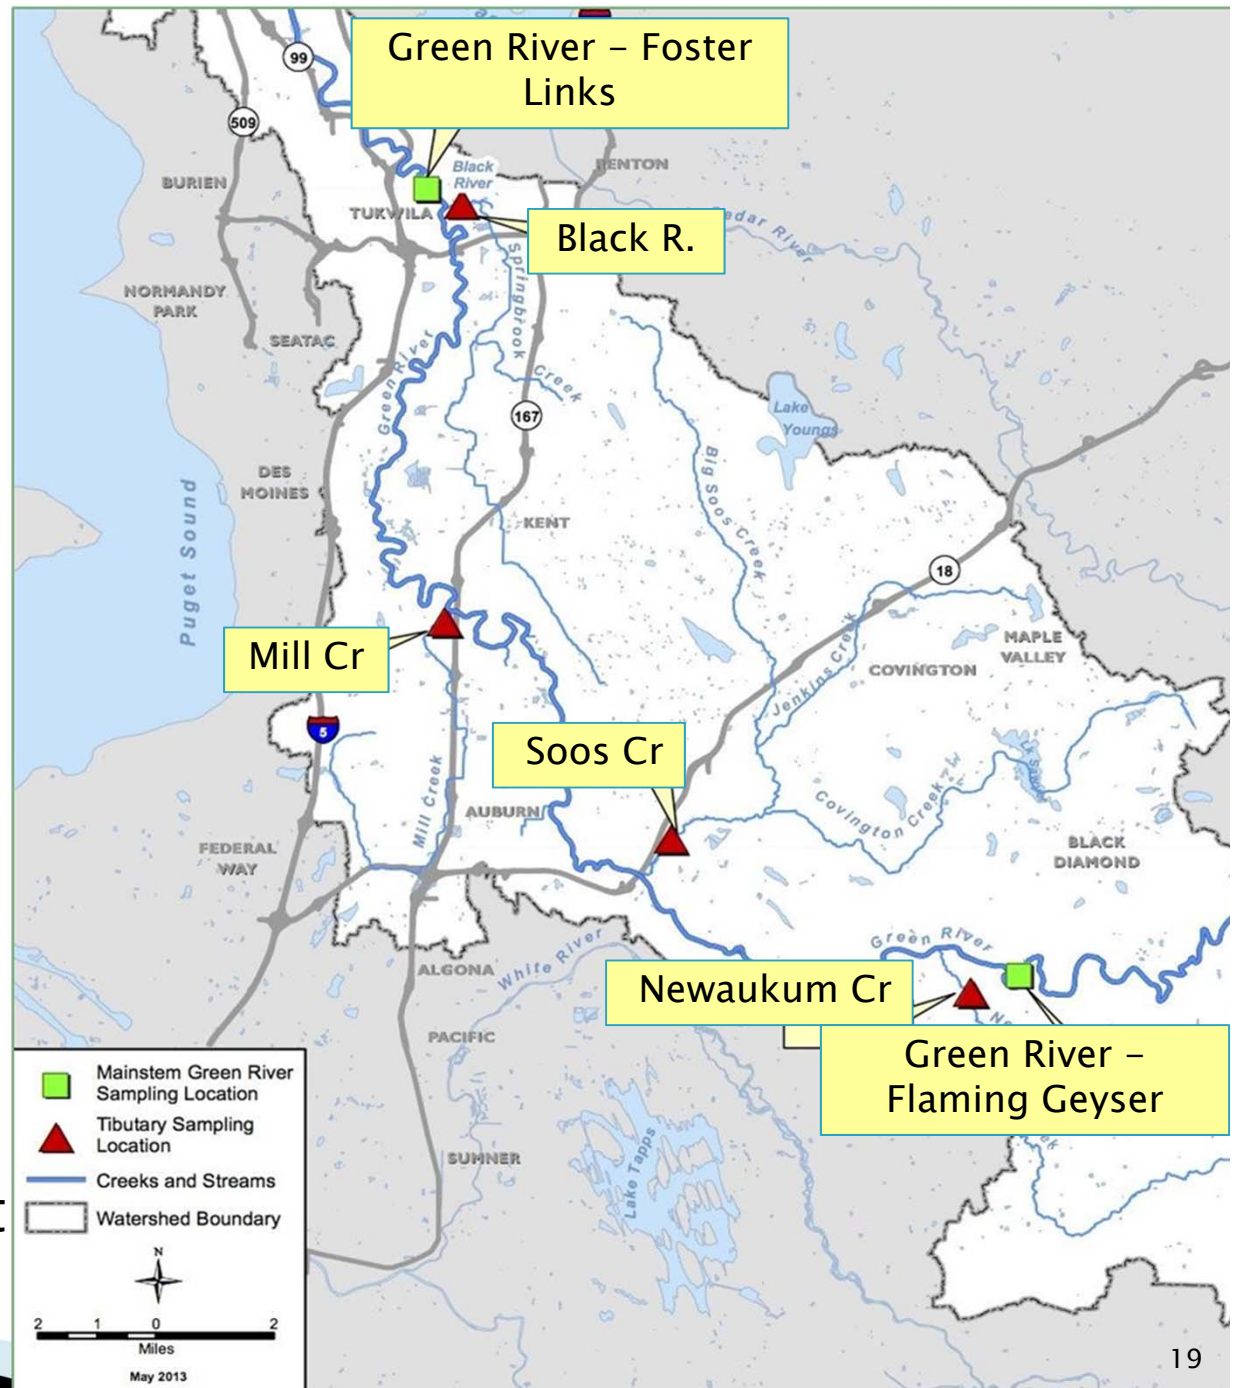 Green River – Foster
Links
99
509
Black
River
RENTON
BURIEN
TUKWILA
Cedar River
Black R.
Springbrook
Creek
NORMANDY
PARK
SEATAC
Green River
167
Lake
Youngs
Big Soos Creek
DES
MOINES
Puget Sound
KENT
18
Mill Cr
MAPLE
VALLEY
COVINGTON
Jenkins Creek
5
Soos Cr
Mill Creek
AUBURN
Covington Creek
FEDERAL
WAY
BLACK
DIAMOND
Green River
ALGONA
White River
Newaukum Cr
PACIFIC
Green River –
Flaming Geyser
SUMNER
Lake Tapps
Mainstem Green River
Sampling Location
Tibutary Sampling
Location
Creeks and Streams
Watershed Boundary
N
2 1 0 2
Miles
May 2013
19